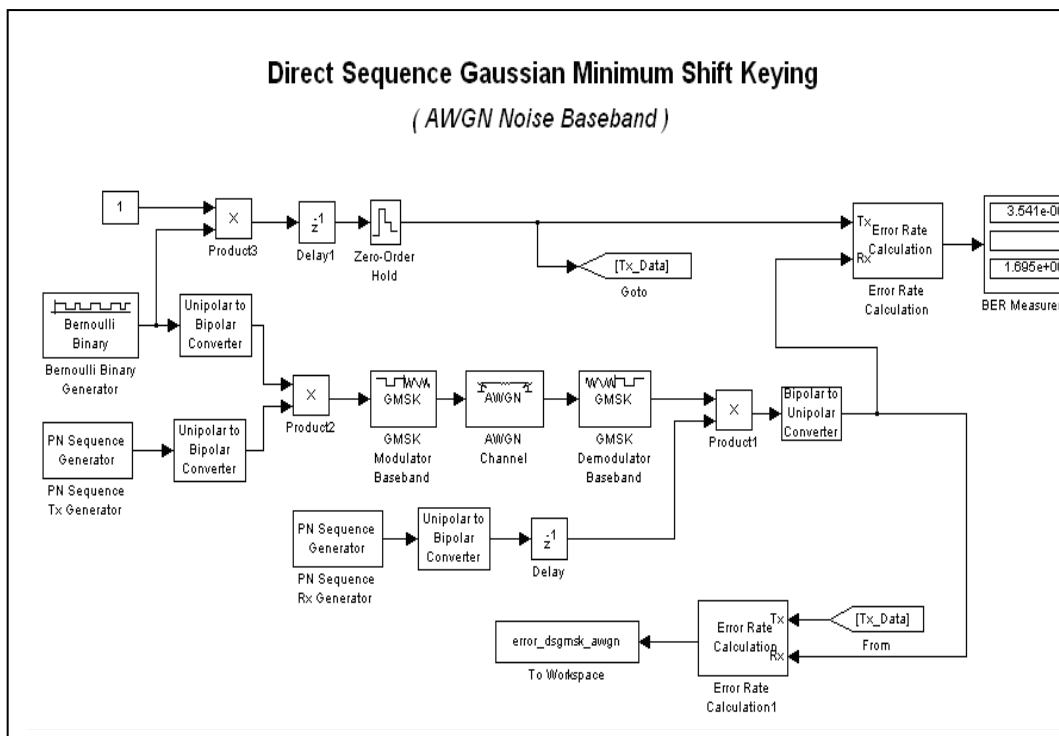 Direct Sequence Gaussian Minimum Shift Keying
( AWGN Noise Baseband )
1
X
Product3
z-1
Delay1
Zero-Order
Hold
[Tx_Data]
Goto
Tx
Rx
Error Rate
Calculation
Error Rate
Calculation
3.541e-00
1.695e+00
BER Measurer
Bernoulli
Binary
Bernoulli Binary
Generator
Unipolar to
Bipolar
Converter
X
Product2
GMSK
GMSK
Modulator
Baseband
AWGN
AWGN
Channel
GMSK
GMSK
Demodulator
Baseband
X
Product1
Bipolar to
Unipolar
Converter
PN Sequence
Generator
PN Sequence
Tx Generator
Unipolar to
Bipolar
Converter
PN Sequence
Generator
PN Sequence
Rx Generator
Unipolar to
Bipolar
Converter
z-1
Delay
error_dsgmsk_awgn
To Workspace
Error Rate
Calculation
Tx
Rx
Error Rate
Calculation1
[Tx_Data]
From